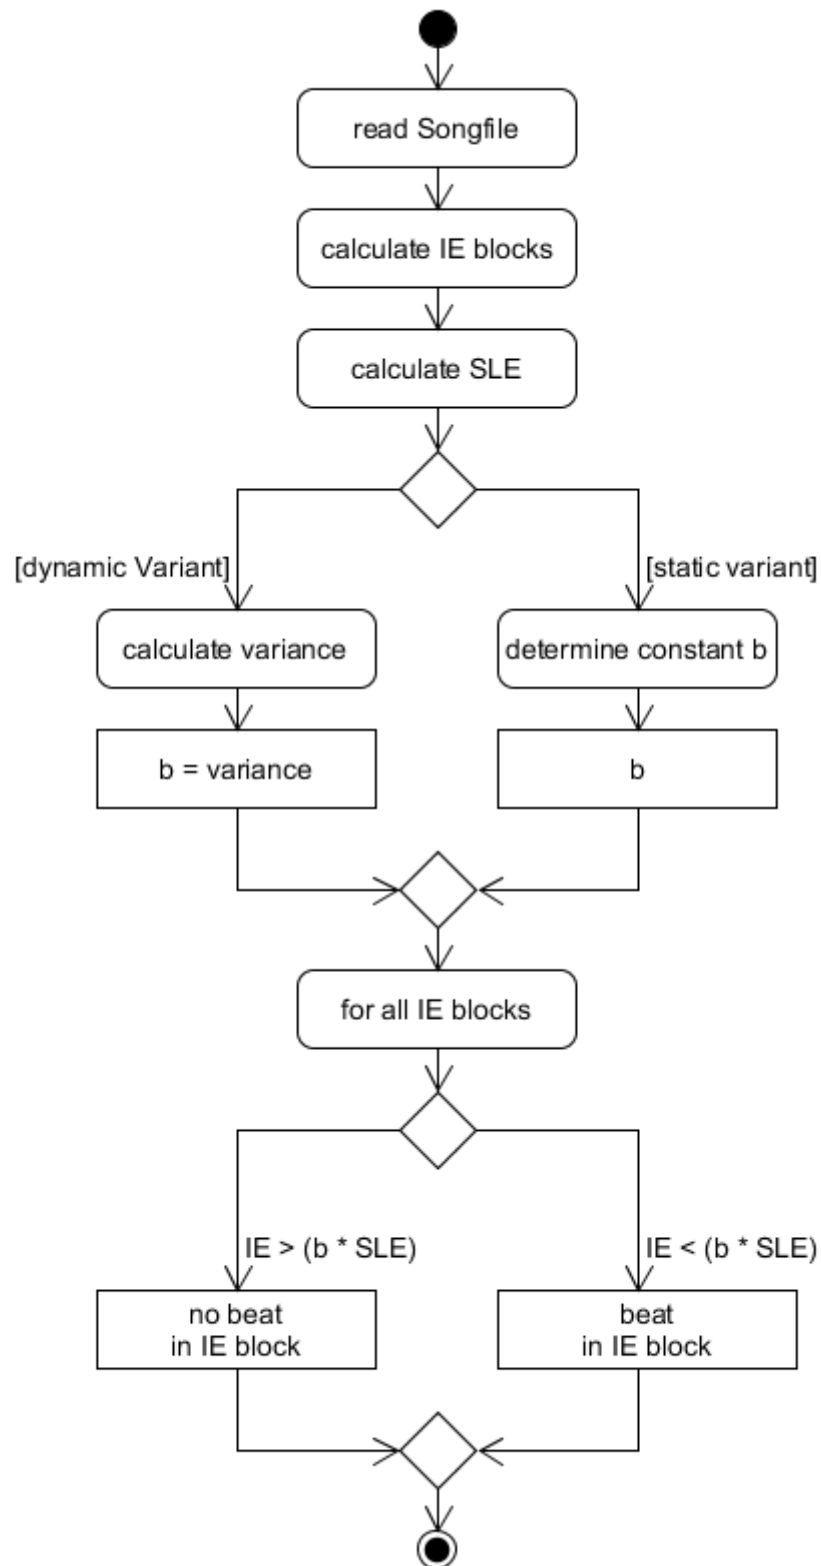 read Songfile
calculate IE blocks
calculate SLE
[dynamic Variant]
[static variant]
calculate variance
determine constant b
b = variance
b
for all IE blocks
IE > (b * SLE)
IE < (b * SLE)
no beat
in IE block
beat
in IE block